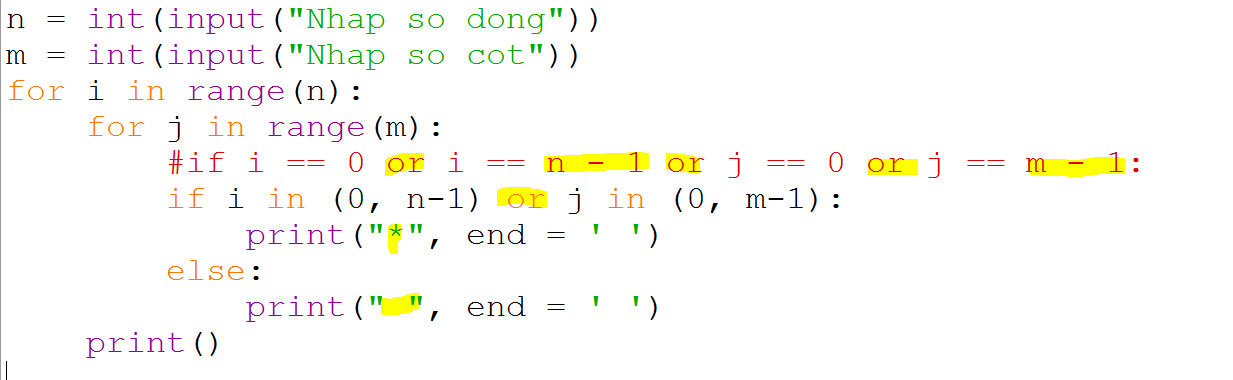 n = int(input("Nhap so dong"))
m = int(input("Nhap so cot"))
for i in range(n):
    for j in range(m):
        #if i == 0 or i == n - 1 or j == 0 or j == m - 1:
        if i in (0, n-1) or j in (0, m-1):
            print("*", end = ' ')
        else:
            print(" ", end = ' ')
    print()